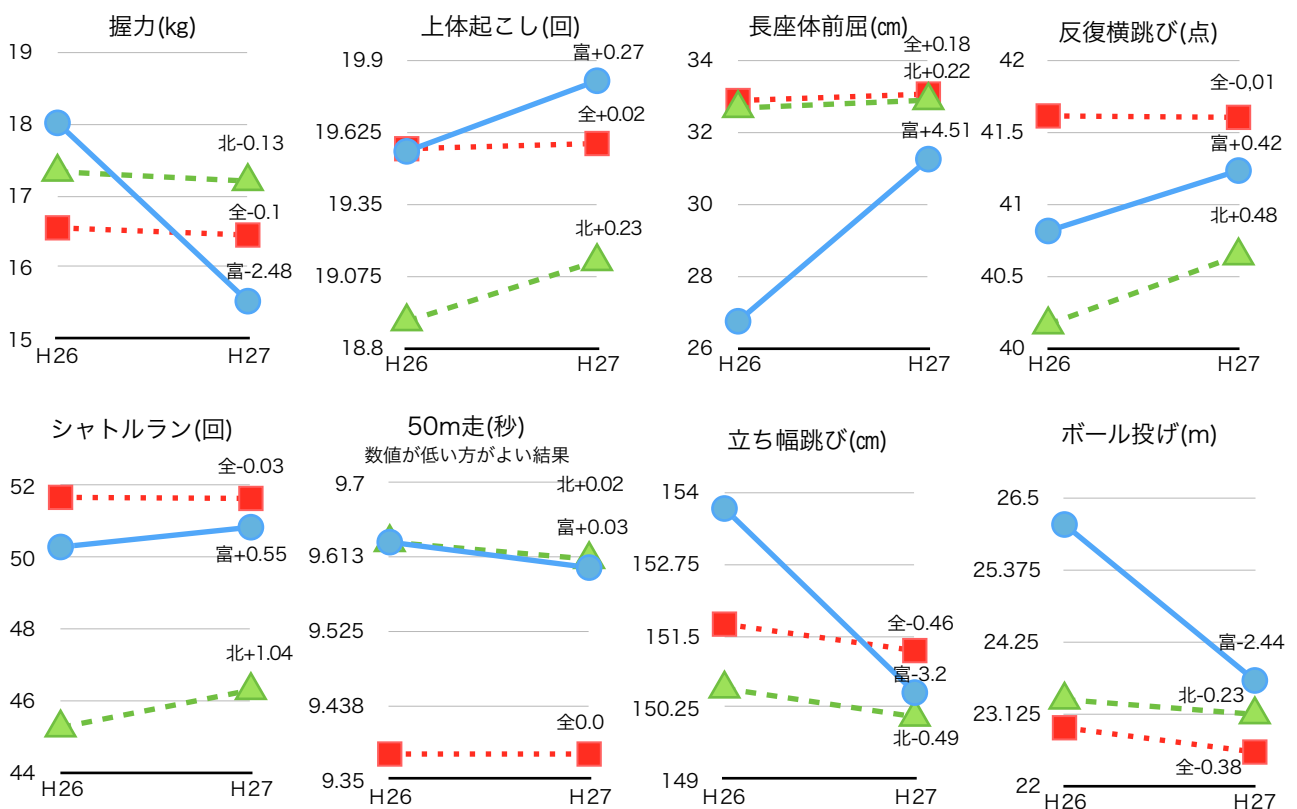 握力(kg)
19
18
17
16
15
北-0.13
全-0.1
富-2.48
H26
H27
上体起こし(回)
19.9
19.625
19.35
19.075
18.8
富+0.27
全+0.02
北+0.23
H26
H27
長座体前屈(㎝)
34
32
30
28
26
全+0.18
北+0.22
富+4.51
H26
H27
反復横跳び(点)
42
41.5
41
40.5
40
全-0,01
富+0.42
北+0.48
H26
H27
シャトルラン(回)
52
50
48
46
44
全-0.03
富+0.55
北+1.04
H26
H27
50m走(秒)
数値が低い方がよい結果
9.7
9.613
9.525
9.438
9.35
北+0.02
富+0.03
全0.0
H26
H27
立ち幅跳び(㎝)
154
152.75
151.5
150.25
149
全-0.46
富-3.2
北-0.49
H26
H27
ボール投げ(m)
26.5
25.375
24.25
23.125
22
富-2.44
北-0.23
全-0.38
H26
H27